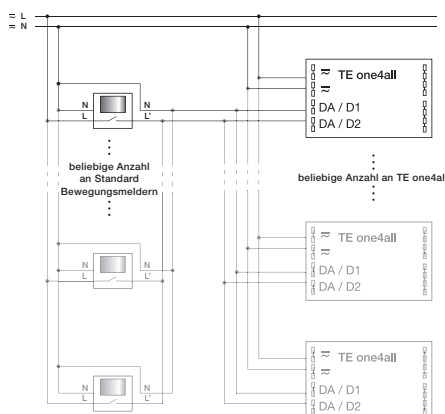 ≂ L
≂ N
≂ TE one4all
≂
N N
L L'
DA / D1
DA / D2
beliebige Anzahl
an Standard
Bewegungsmeldern
beliebige Anzahl an TE one4al
≂ TE one4all
≂
N N
L L'
DA / D1
DA / D2
≂ TE one4all
≂
N N
L L'
DA / D1
DA / D2